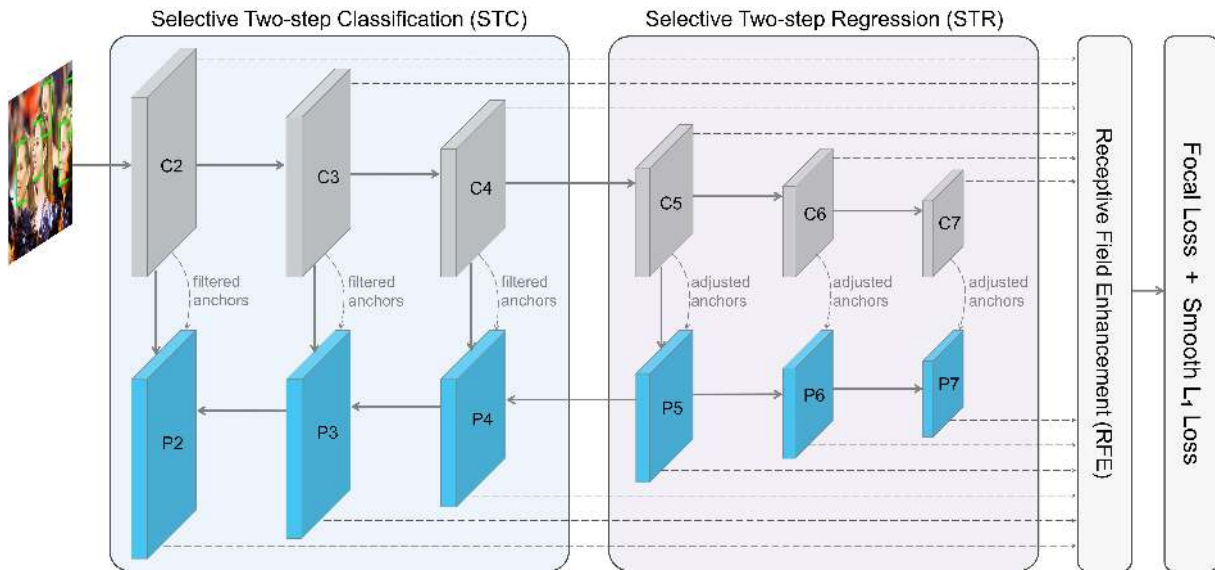 Selective Two-step Classification (STC)
Selective Two-step Regression (STR)
C2
C3
C4
C5
C6
C7
filtered
anchors
filtered
anchors
filtered
anchors
adjusted
anchors
adjusted
anchors
adjusted
anchors
P2
P3
P4
P5
P6
P7
Receptive Field Enhancement (RFE)
Focal Loss + Smooth L₁ Loss